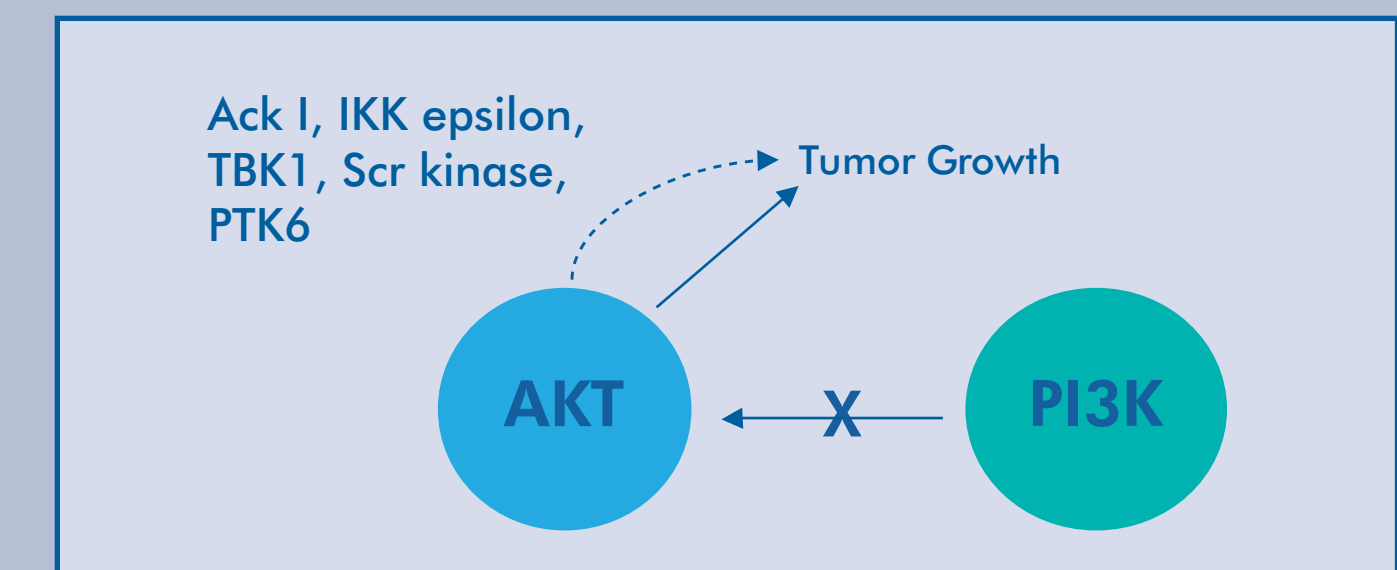 Ack I, IKK epsilon,
TBK1, Scr kinase,
PTK6
Tumor Growth
AKT
X
PI3K